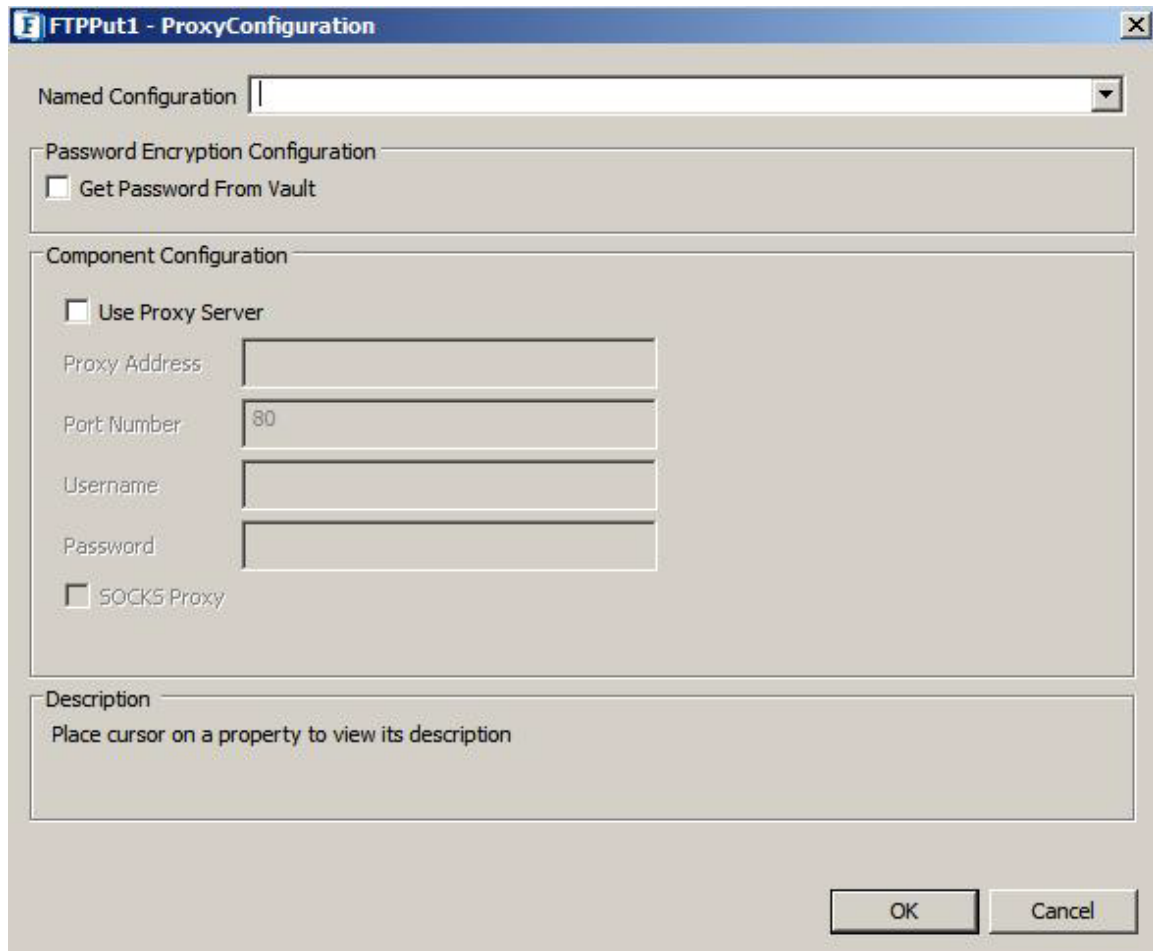 FTPPut1 - ProxyConfiguration
Named Configuration
Password Encryption Configuration
Get Password From Vault
Component Configuration
Use Proxy Server
Proxy Address
Port Number 80
Username
Password
SOCKS Proxy
Description
Place cursor on a property to view its description
OK Cancel